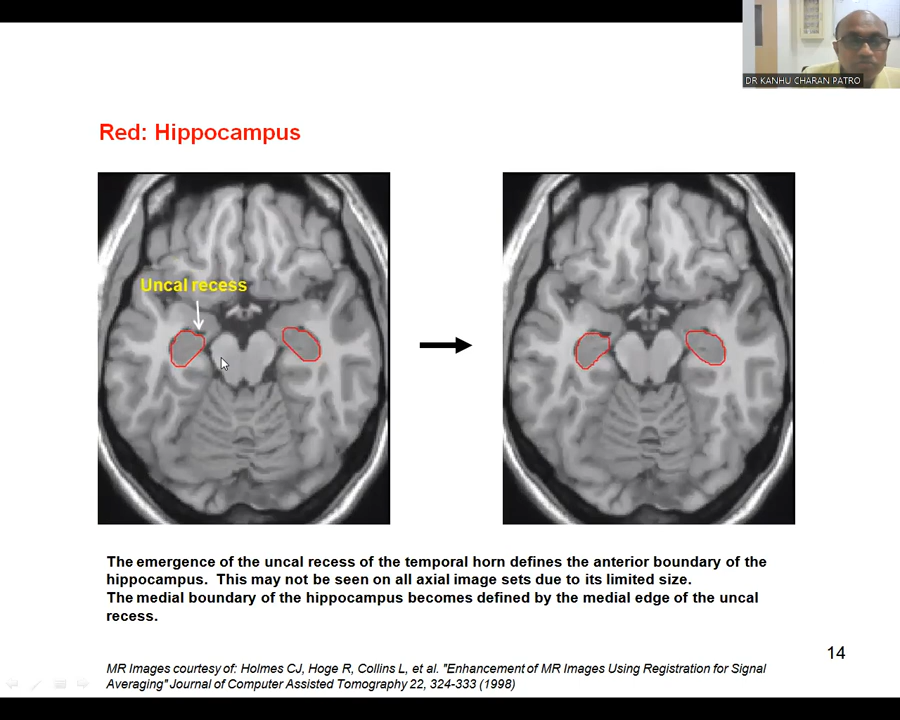 DR KANHU CHARAN PATRO
Red: Hippocampus
Uncal recess
The emergence of the uncal recess of the temporal horn defines the anterior boundary of the
hippocampus.  This may not be seen on all axial image sets due to its limited size.
The medial boundary of the hippocampus becomes defined by the medial edge of the uncal
recess.
14
MR Images courtesy of: Holmes CJ, Hoge R, Collins L, et al. "Enhancement of MR Images Using Registration for Signal
Averaging" Journal of Computer Assisted Tomography 22, 324-333 (1998)